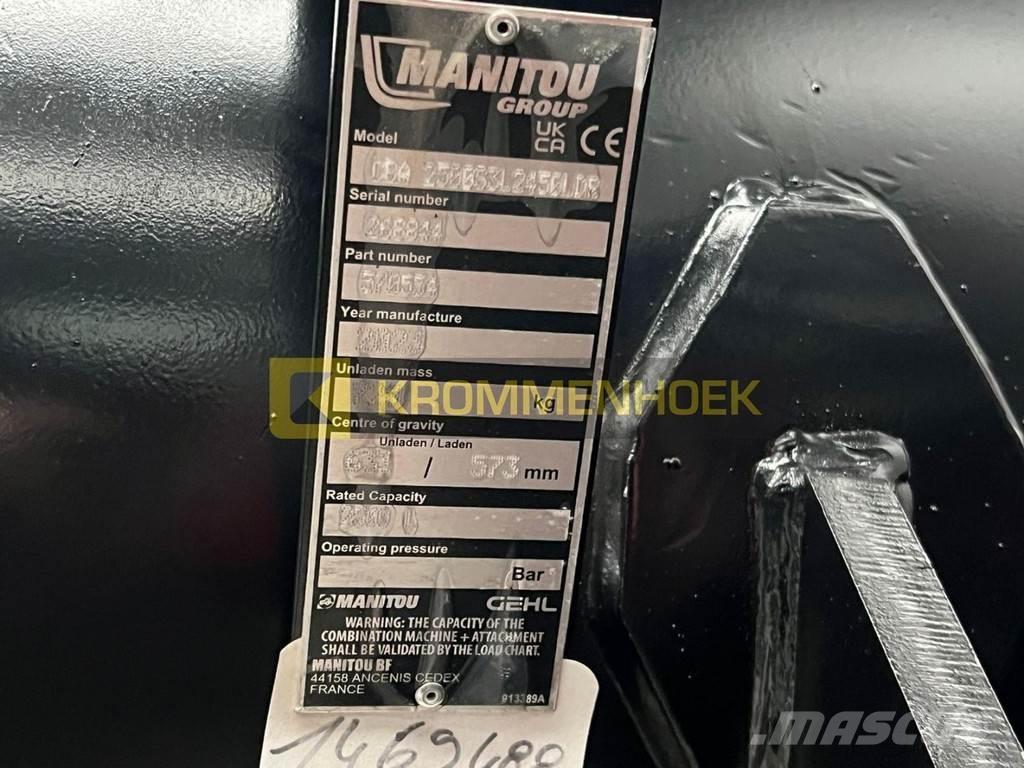 MANITOU
GROUP
UK
CA CE
Model
Serial number
Part number
Year manufacture
Unladen mass
kg
KROMMENHOEK
Centre of gravity
Unladen / Laden
/ 573 mm
Rated Capacity
L
Operating pressure
Bar
MANITOU GEHL
WARNING: THE CAPACITY OF THE
COMBINATION MACHINE + ATTACHMENT
SHALL BE VALIDATED BY THE LOAD CHART.
MANITOU BF
44158 ANCENIS CEDEX
FRANCE
913389A
1469488
MASCUS